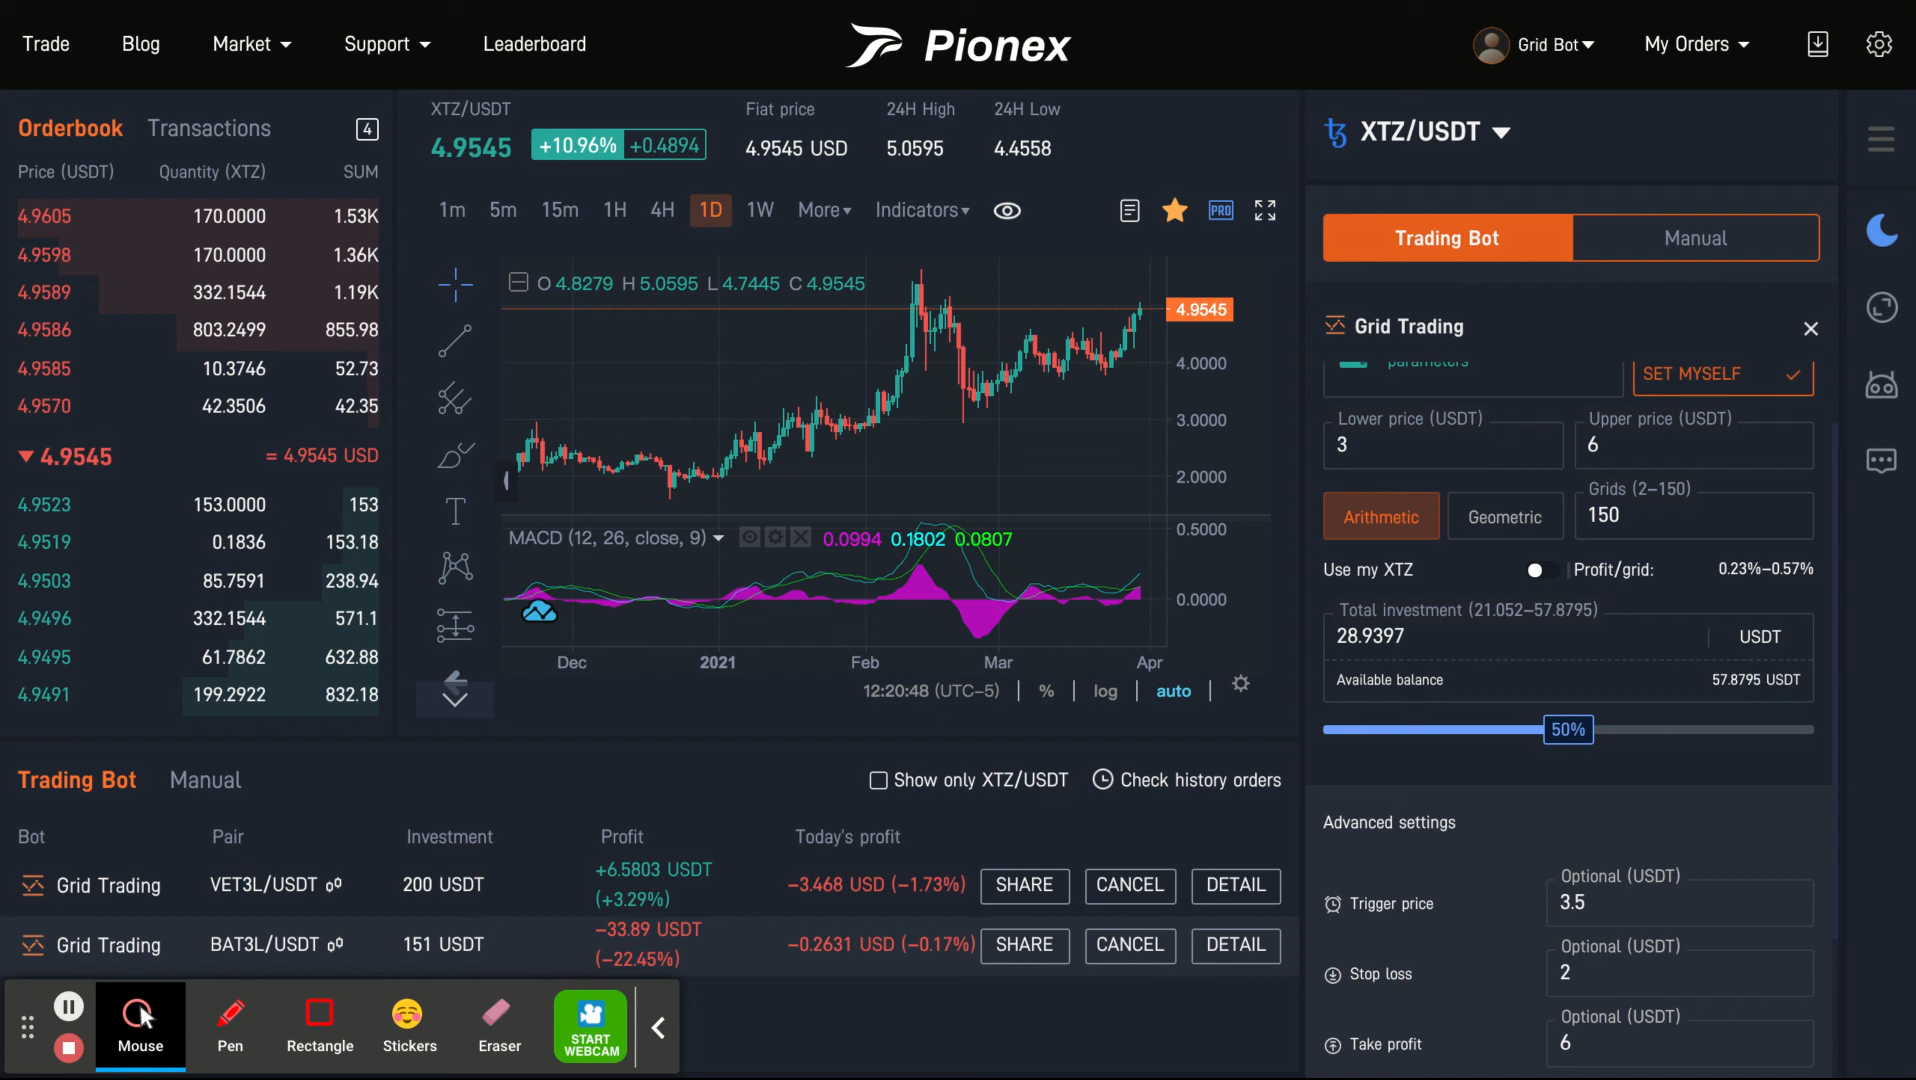 Trade Blog Market Support Leaderboard Pionex Grid Bot My Orders
Orderbook Transactions 4
Price (USDT) Quantity (XTZ) SUM
4.9605 170.0000 1.53K
4.9598 170.0000 1.36K
4.9589 332.1544 1.19K
4.9586 803.2499 855.98
4.9585 10.3746 52.73
4.9570 42.3506 42.35
4.9545 = 4.9545 USD
4.9523 153.0000 153
4.9519 0.1836 153.18
4.9503 85.7591 238.94
4.9496 332.1544 571.1
4.9495 61.7862 632.88
4.9491 199.2922 832.18
XTZ/USDT Fiat price 24H High 24H Low
4.9545 +10.96% +0.4894 4.9545 USD 5.0595 4.4558
1m 5m 15m 1H 4H 1D 1W More Indicators PRO
O 4.8279 H 5.0595 L 4.7445 C 4.9545
4.9545
4.0000
3.0000
2.0000
MACD (12, 26, close, 9) 0.0994 0.1802 0.0807
0.5000
0.0000
Dec 2021 Feb Mar Apr
12:20:48 (UTC-5) % log auto
XTZ/USDT
Trading Bot Manual
Grid Trading
parameters
SET MYSELF
Lower price (USDT) Upper price (USDT)
3 6
Arithmetic Geometric
Grids (2–150)
150
Use my XTZ Profit/grid: 0.23%–0.57%
Total investment (21.052–57.8795)
28.9397 USDT
Available balance 57.8795 USDT
50%
Advanced settings
Optional (USDT)
Trigger price 3.5
Optional (USDT)
Stop loss 2
Optional (USDT)
Take profit 6
Trading Bot Manual Show only XTZ/USDT Check history orders
Bot Pair Investment Profit Today's profit
Grid Trading VET3L/USDT 200 USDT +6.5803 USDT (+3.29%) −3.468 USD (−1.73%) SHARE CANCEL DETAIL
Grid Trading BAT3L/USDT 151 USDT −33.89 USDT (−22.45%) −0.2631 USD (−0.17%) SHARE CANCEL DETAIL
Mouse Pen Rectangle Stickers Eraser START WEBCAM